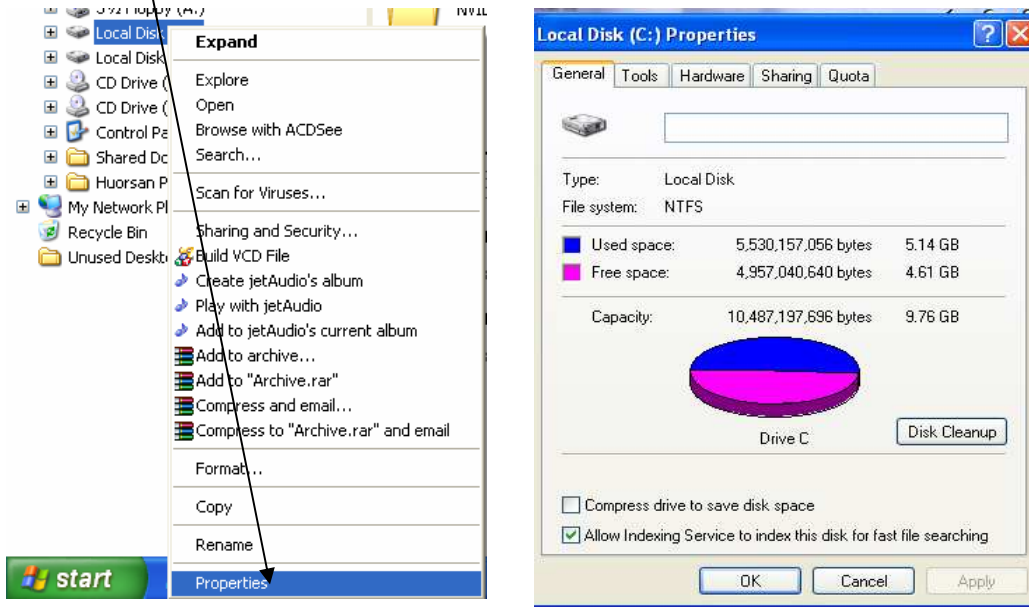 3½ Floppy (A:)
Local Disk
Local Disk
CD Drive (
CD Drive (
Control Pa
Shared Do
Huorsan P
My Network Pl
Recycle Bin
Unused Deskt
Expand
Explore
Open
Browse with ACDSee
Search...
Scan for Viruses...
Sharing and Security...
Build VCD File
Create jetAudio's album
Play with jetAudio
Add to jetAudio's current album
Add to archive...
Add to "Archive.rar"
Compress and email...
Compress to "Archive.rar" and email
Format...
Copy
Rename
Properties
start
Local Disk (C:) Properties
General Tools Hardware Sharing Quota
Type: Local Disk
File system: NTFS
Used space: 5,530,157,056 bytes 5.14 GB
Free space: 4,957,040,640 bytes 4.61 GB
Capacity: 10,487,197,696 bytes 9.76 GB
Drive C
Disk Cleanup
Compress drive to save disk space
Allow Indexing Service to index this disk for fast file searching
OK Cancel Apply